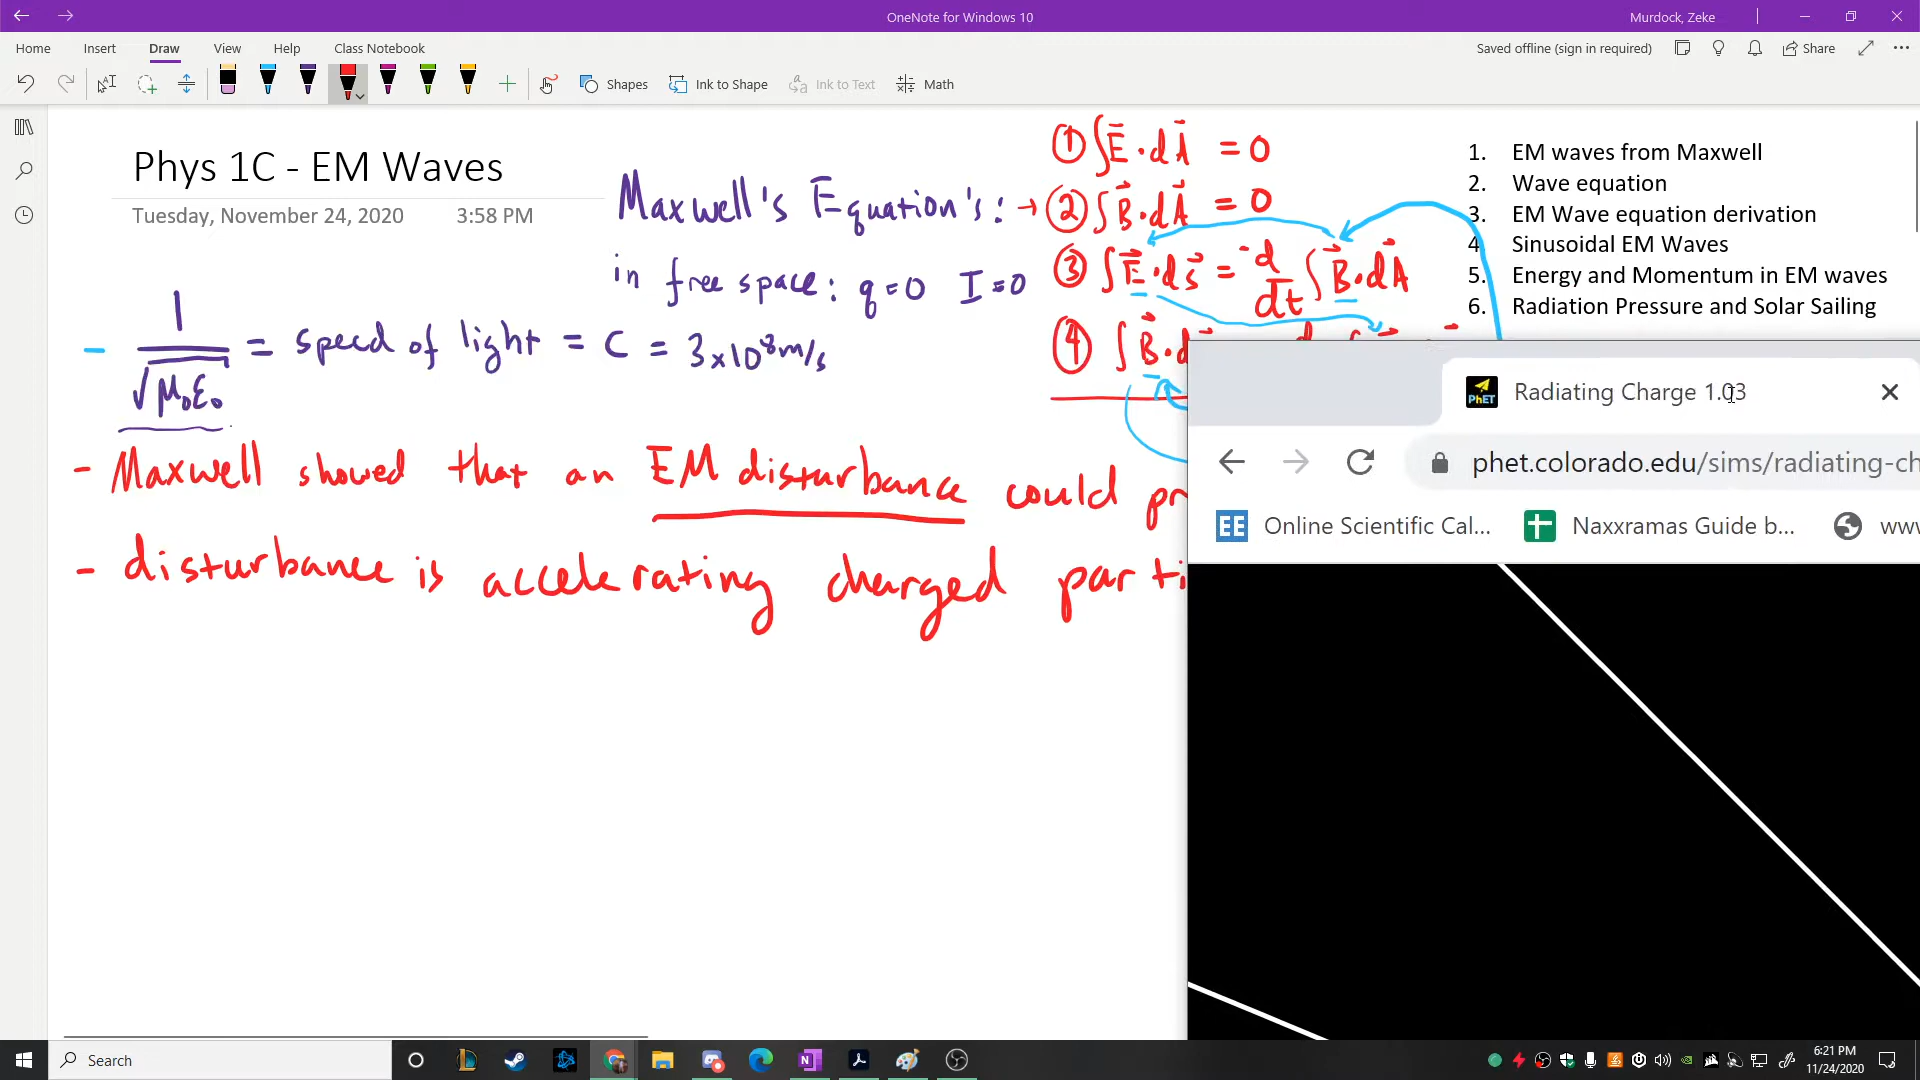 OneNote for Windows 10
Murdock, Zeke
Home Insert Draw View Help Class Notebook
Saved offline (sign in required) Share
Shapes Ink to Shape Ink to Text Math
Phys 1C - EM Waves
Tuesday, November 24, 2020 3:58 PM
Maxwell's Equation's: →
in free space: q = 0 I = 0
① ∫E⃗ · dA⃗ = 0
② ∫B⃗ · dA⃗ = 0
③ ∫E⃗ · ds⃗ = -d/dt ∫B⃗ · dA⃗
④ ∫B⃗ · d
1. EM waves from Maxwell
2. Wave equation
3. EM Wave equation derivation
4. Sinusoidal EM Waves
5. Energy and Momentum in EM waves
6. Radiation Pressure and Solar Sailing
- 1/√μ₀ε₀ = speed of light = C = 3x10⁸m/s
- Maxwell showed that an EM disturbance could pr
- disturbance is accelerating charged parti
PhET Radiating Charge 1.03
phet.colorado.edu/sims/radiating-ch
EE Online Scientific Cal... Naxxramas Guide b... www
Search
6:21 PM
11/24/2020